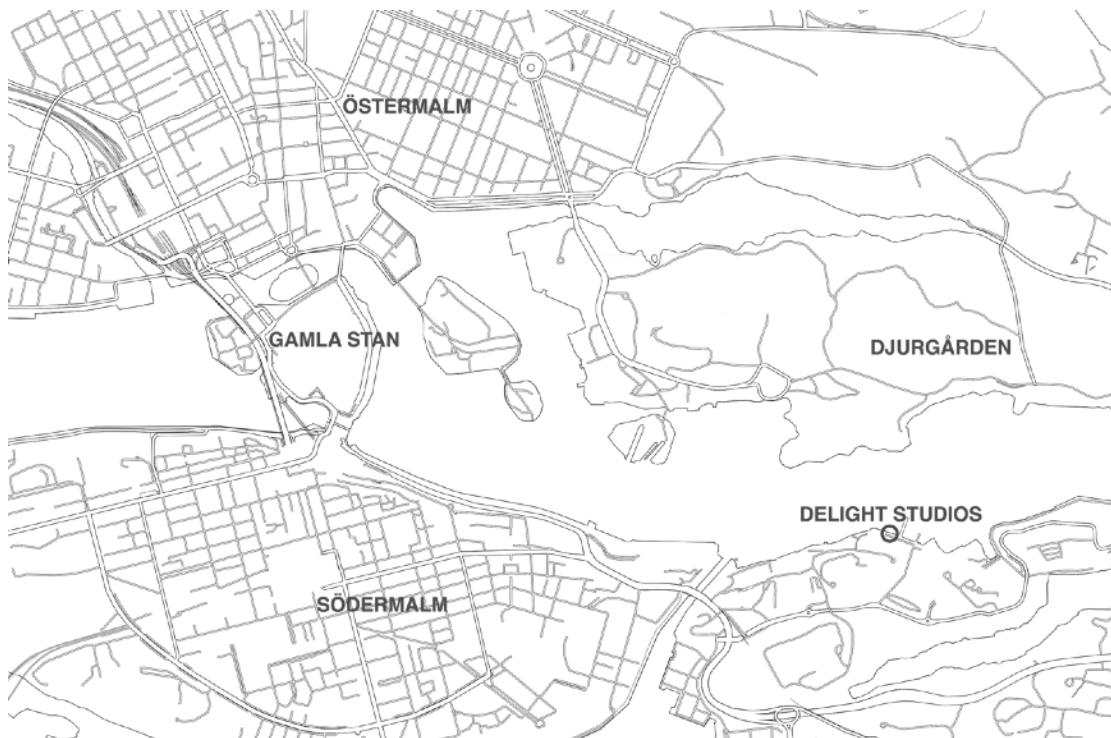 ÖSTERMALM
GAMLA STAN
DJURGÅRDEN
DELIGHT STUDIOS
SÖDERMALM